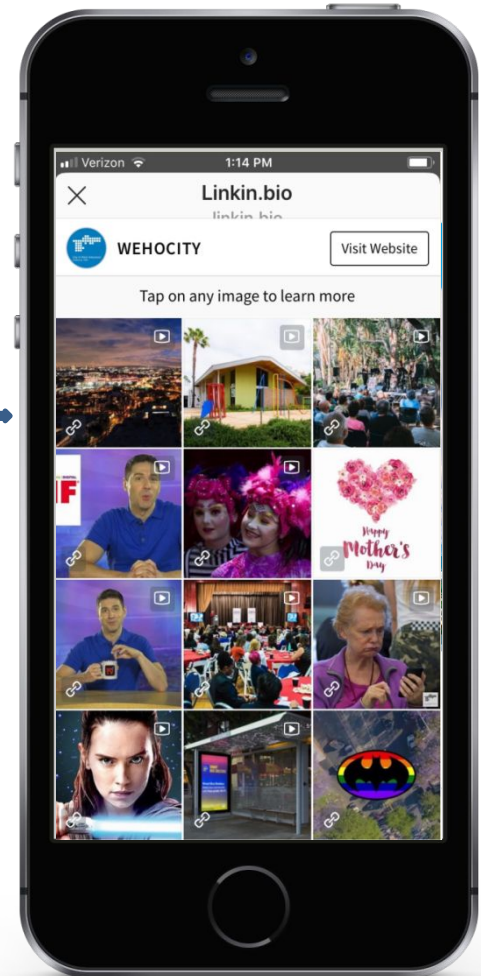 Verizon 1:14 PM
Linkin.bio
linkin.bio
WEHOCITY
Visit Website
Tap on any image to learn more
Happy
Mother's
Day